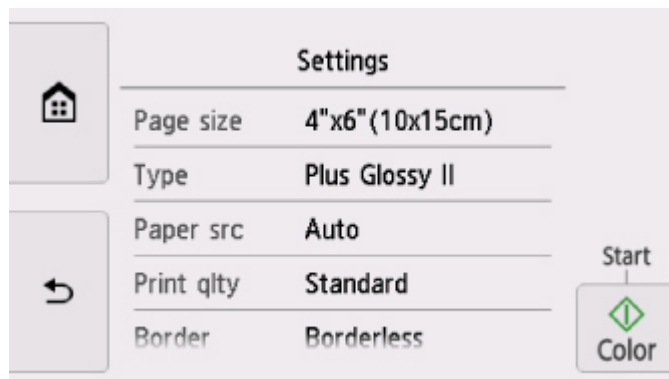 Settings
Page size 4"x6"(10x15cm)
Type Plus Glossy II
Paper src Auto
Print qlty Standard
Border Borderless
Start
Color